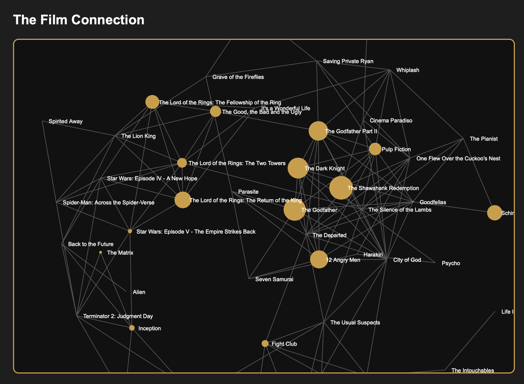 The Film Connection
Saving Private Ryan
Whiplash
Grave of the Fireflies
The Lord of the Rings: The Fellowship of the Ring
It's a Wonderful Life
The Good, the Bad and the Ugly
Spirited Away
Cinema Paradiso
The Godfather Part II
The Lion King
The Pianist
Pulp Fiction
One Flew Over the Cuckoo's Nest
The Lord of the Rings: The Two Towers
The Dark Knight
Star Wars: Episode IV - A New Hope
The Shawshank Redemption
Parasite
Spider-Man: Across the Spider-Verse
The Lord of the Rings: The Return of the King
Goodfellas
The Godfather
The Silence of the Lambs
Schin
Star Wars: Episode V - The Empire Strikes Back
The Departed
Back to the Future
The Matrix
Harakiri
12 Angry Men
City of God
Psycho
Seven Samurai
Alien
Life I
Terminator 2: Judgment Day
The Usual Suspects
Inception
Fight Club
The Intouchables